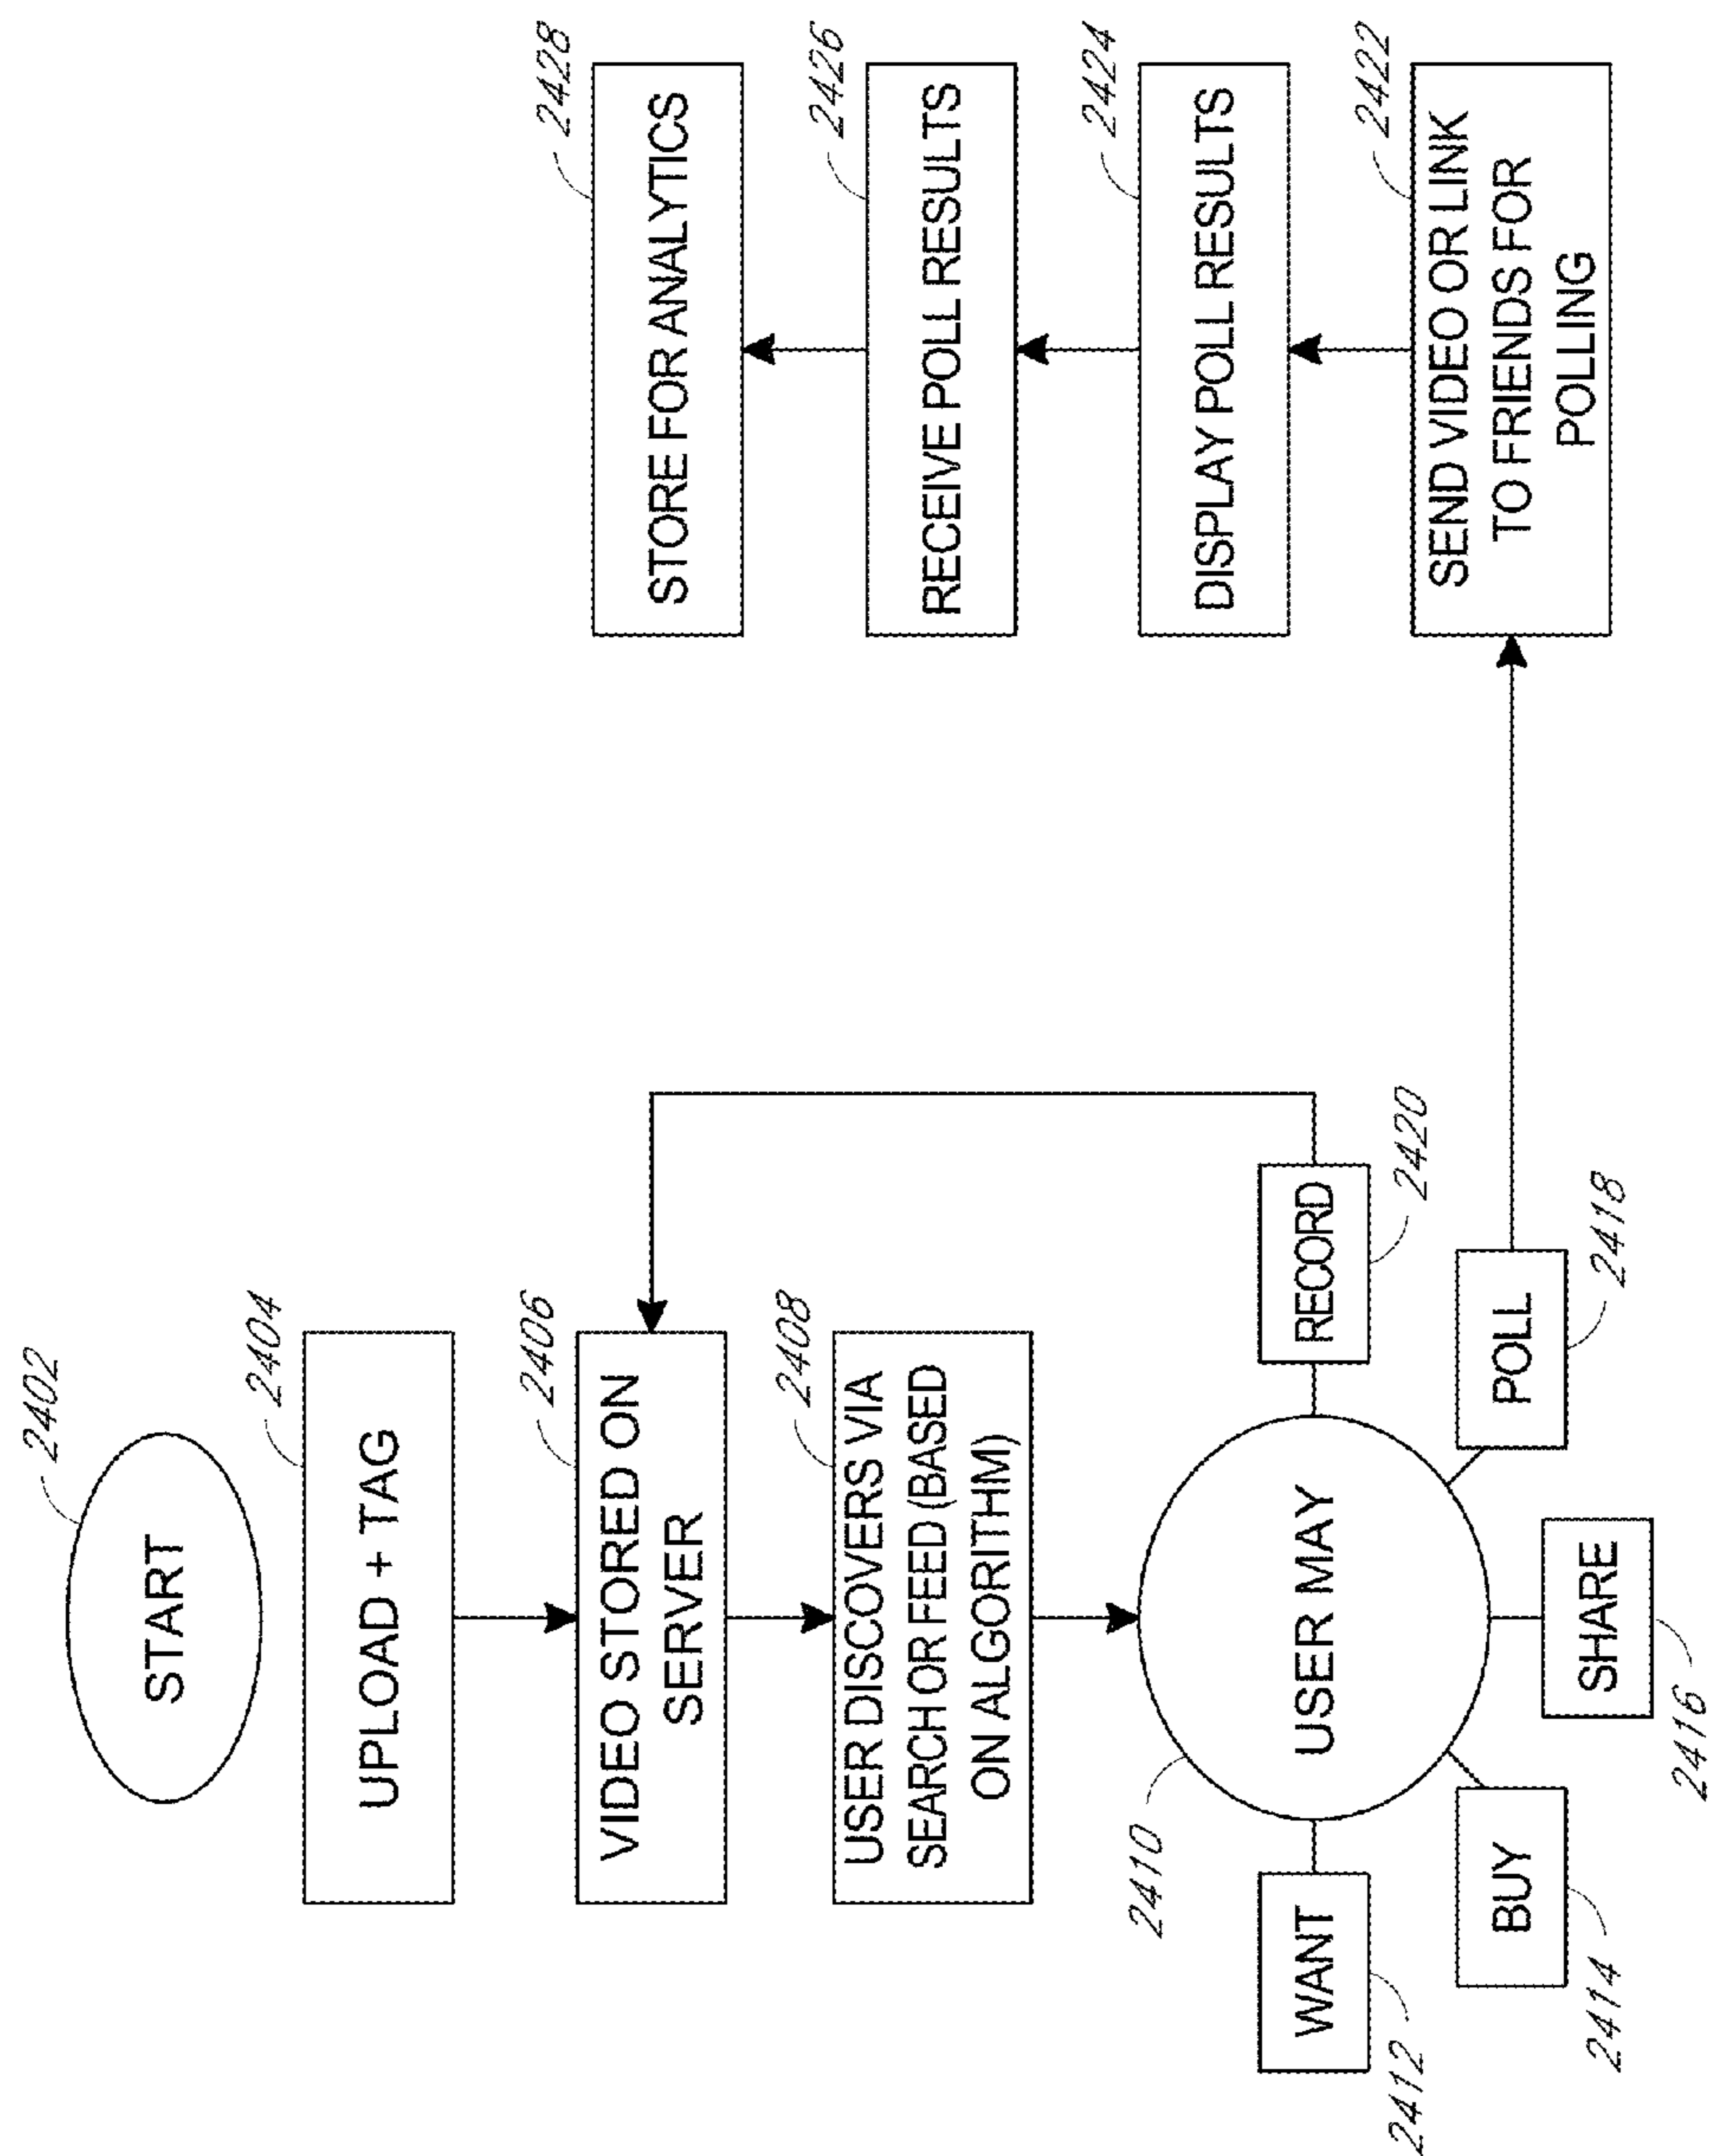 2402
START
2404
UPLOAD + TAG
2406
VIDEO STORED ON
SERVER
2408
USER DISCOVERS VIA
SEARCH OR FEED (BASED
ON ALGORITHM)
2410
USER MAY
WANT
2412
BUY
2414
SHARE
2416
POLL
2418
RECORD
2420
2428
STORE FOR ANALYTICS
2426
RECEIVE POLL RESULTS
2424
DISPLAY POLL RESULTS
2422
SEND VIDEO OR LINK
TO FRIENDS FOR
POLLING